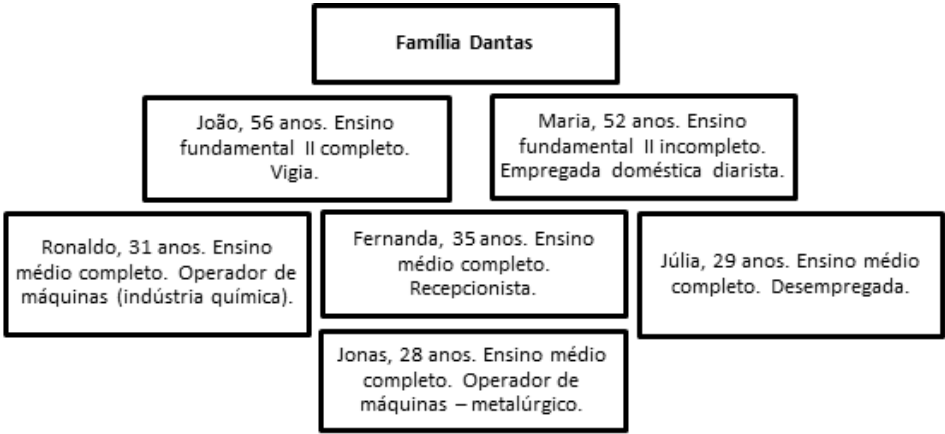 Família Dantas
João, 56 anos. Ensino
fundamental II completo.
Vigia.
Maria, 52 anos. Ensino
fundamental II incompleto.
Empregada doméstica diarista.
Ronaldo, 31 anos. Ensino
médio completo. Operador de
máquinas (indústria química).
Fernanda, 35 anos. Ensino
médio completo.
Recepcionista.
Júlia, 29 anos. Ensino médio
completo. Desempregada.
Jonas, 28 anos. Ensino médio
completo. Operador de
máquinas – metalúrgico.